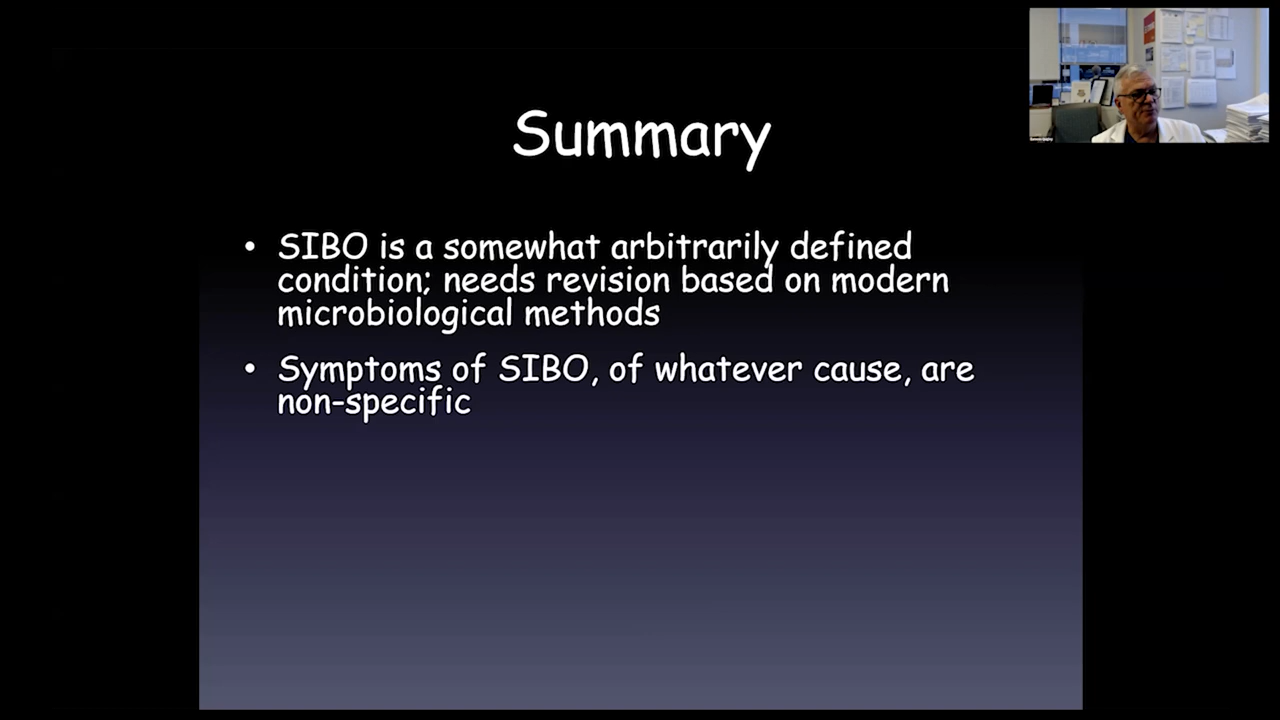 Summary
• SIBO is a somewhat arbitrarily defined
condition; needs revision based on modern
microbiological methods
• Symptoms of SIBO, of whatever cause, are
non-specific